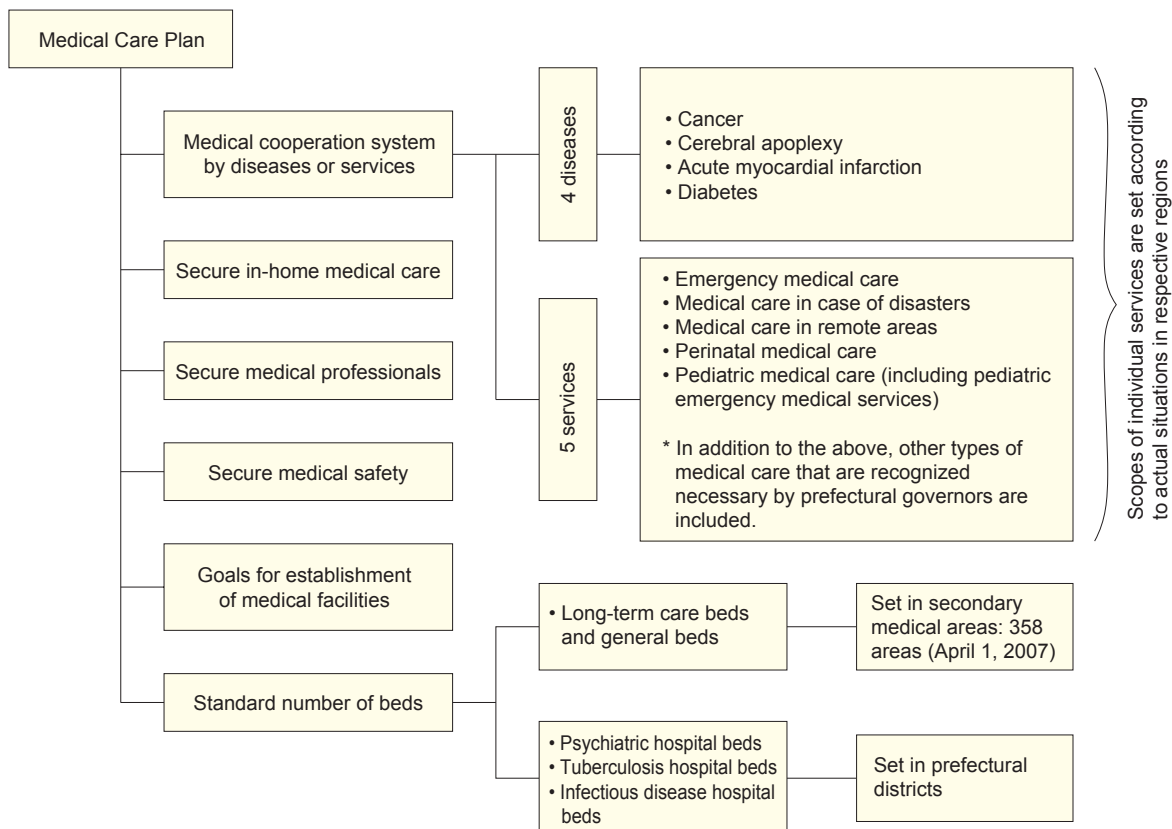 Medical Care Plan
Medical cooperation system
by diseases or services
4 diseases
• Cancer
• Cerebral apoplexy
• Acute myocardial infarction
• Diabetes
5 services
• Emergency medical care
• Medical care in case of disasters
• Medical care in remote areas
• Perinatal medical care
• Pediatric medical care (including pediatric
emergency medical services)
* In addition to the above, other types of
medical care that are recognized
necessary by prefectural governors are
included.
Scopes of individual services are set according
to actual situations in respective regions
Secure in-home medical care
Secure medical professionals
Secure medical safety
Goals for establishment
of medical facilities
Standard number of beds
• Long-term care beds
and general beds
Set in secondary
medical areas: 358
areas (April 1, 2007)
• Psychiatric hospital beds
• Tuberculosis hospital beds
• Infectious disease hospital
beds
Set in prefectural
districts